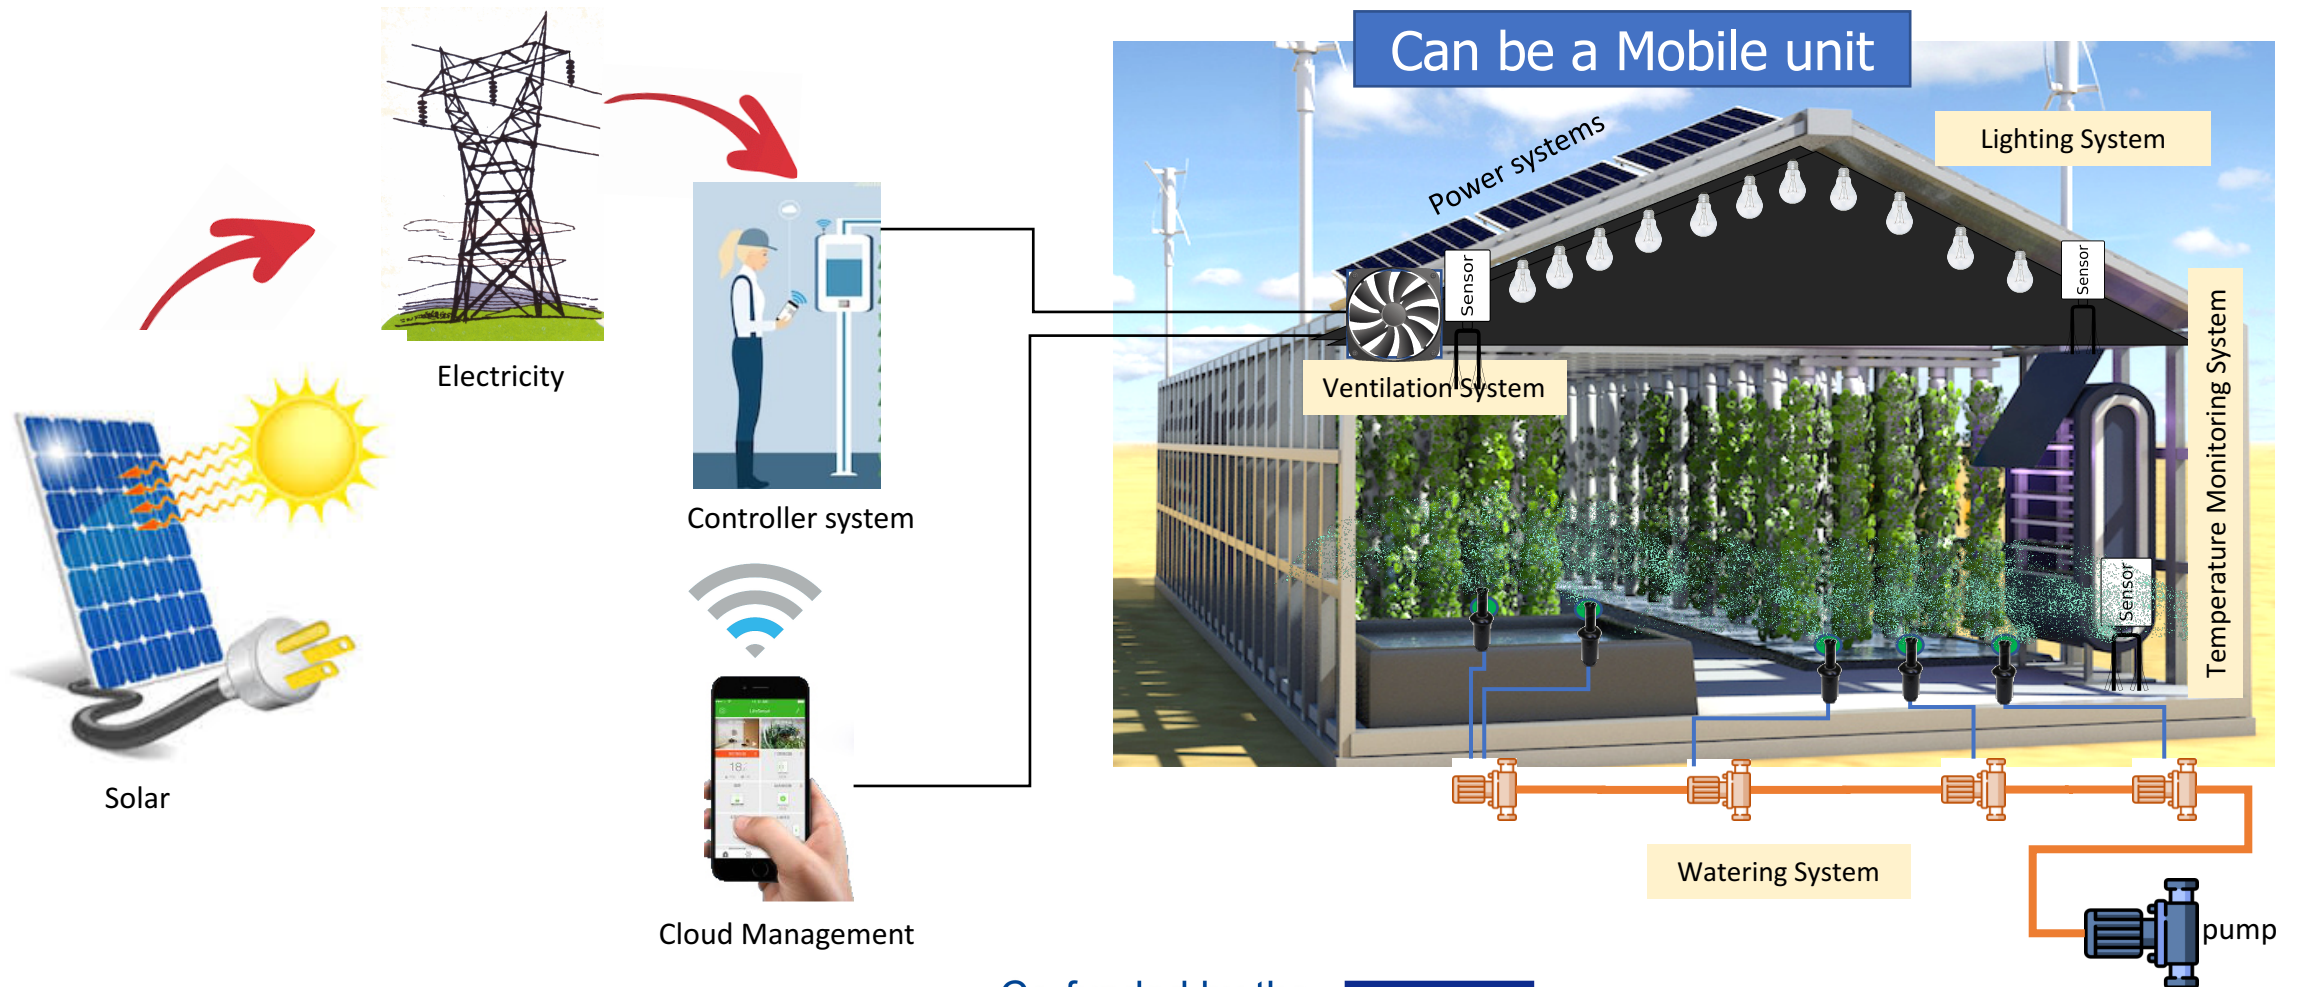 Can be a Mobile unit
Lighting System
Power systems
Sensor
Sensor
Electricity
Ventilation System
Temperature Monitoring System
Controller system
Sensor
Solar
Watering System
Cloud Management
pump